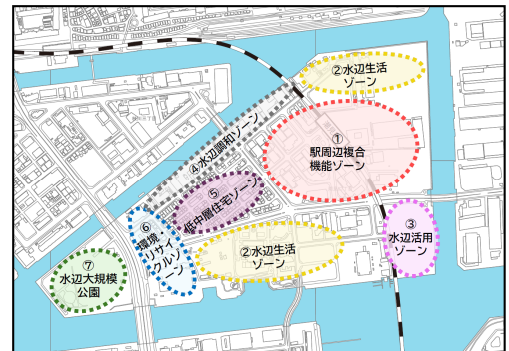 ②水辺生活
ゾーン
①
駅周辺複合
機能ゾーン
④水辺調和ゾーン
⑤
低中層住宅ゾーン
③
水辺活用
ゾーン
⑥
環境
リサイ
クルゾ
ーン
②水辺生活
ゾーン
⑦
水辺大規模
公園